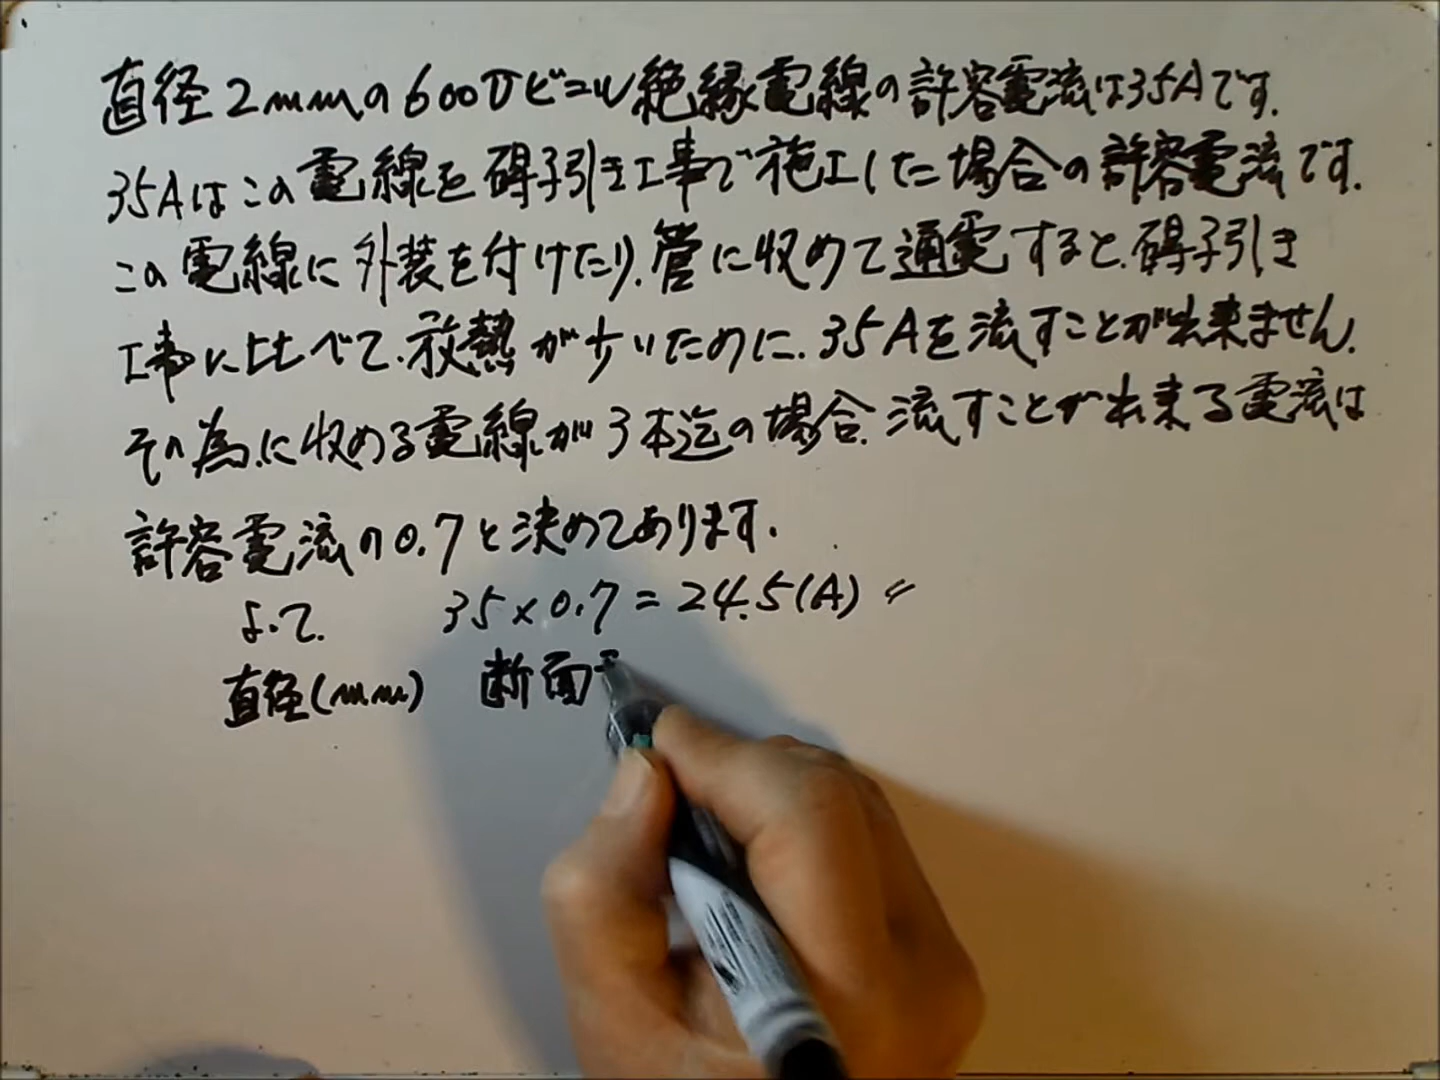 直径2mmの600Vビニル絶縁電線の許容電流は35Aです.
35Aはこの電線を碍子引き工事で施工した場合の許容電流です.
この電線に外装を付けたり.管に収めて通電すると.碍子引き
工事に比べて.放熱が少いために.35Aを流すことが出来ません.
その為.に収める電線が3本迄の場合.流すことが出来る電流は
許容電流の0.7と決めてあります.
よって. 35×0.7=24.5(A)〃
直径(mm) 断面